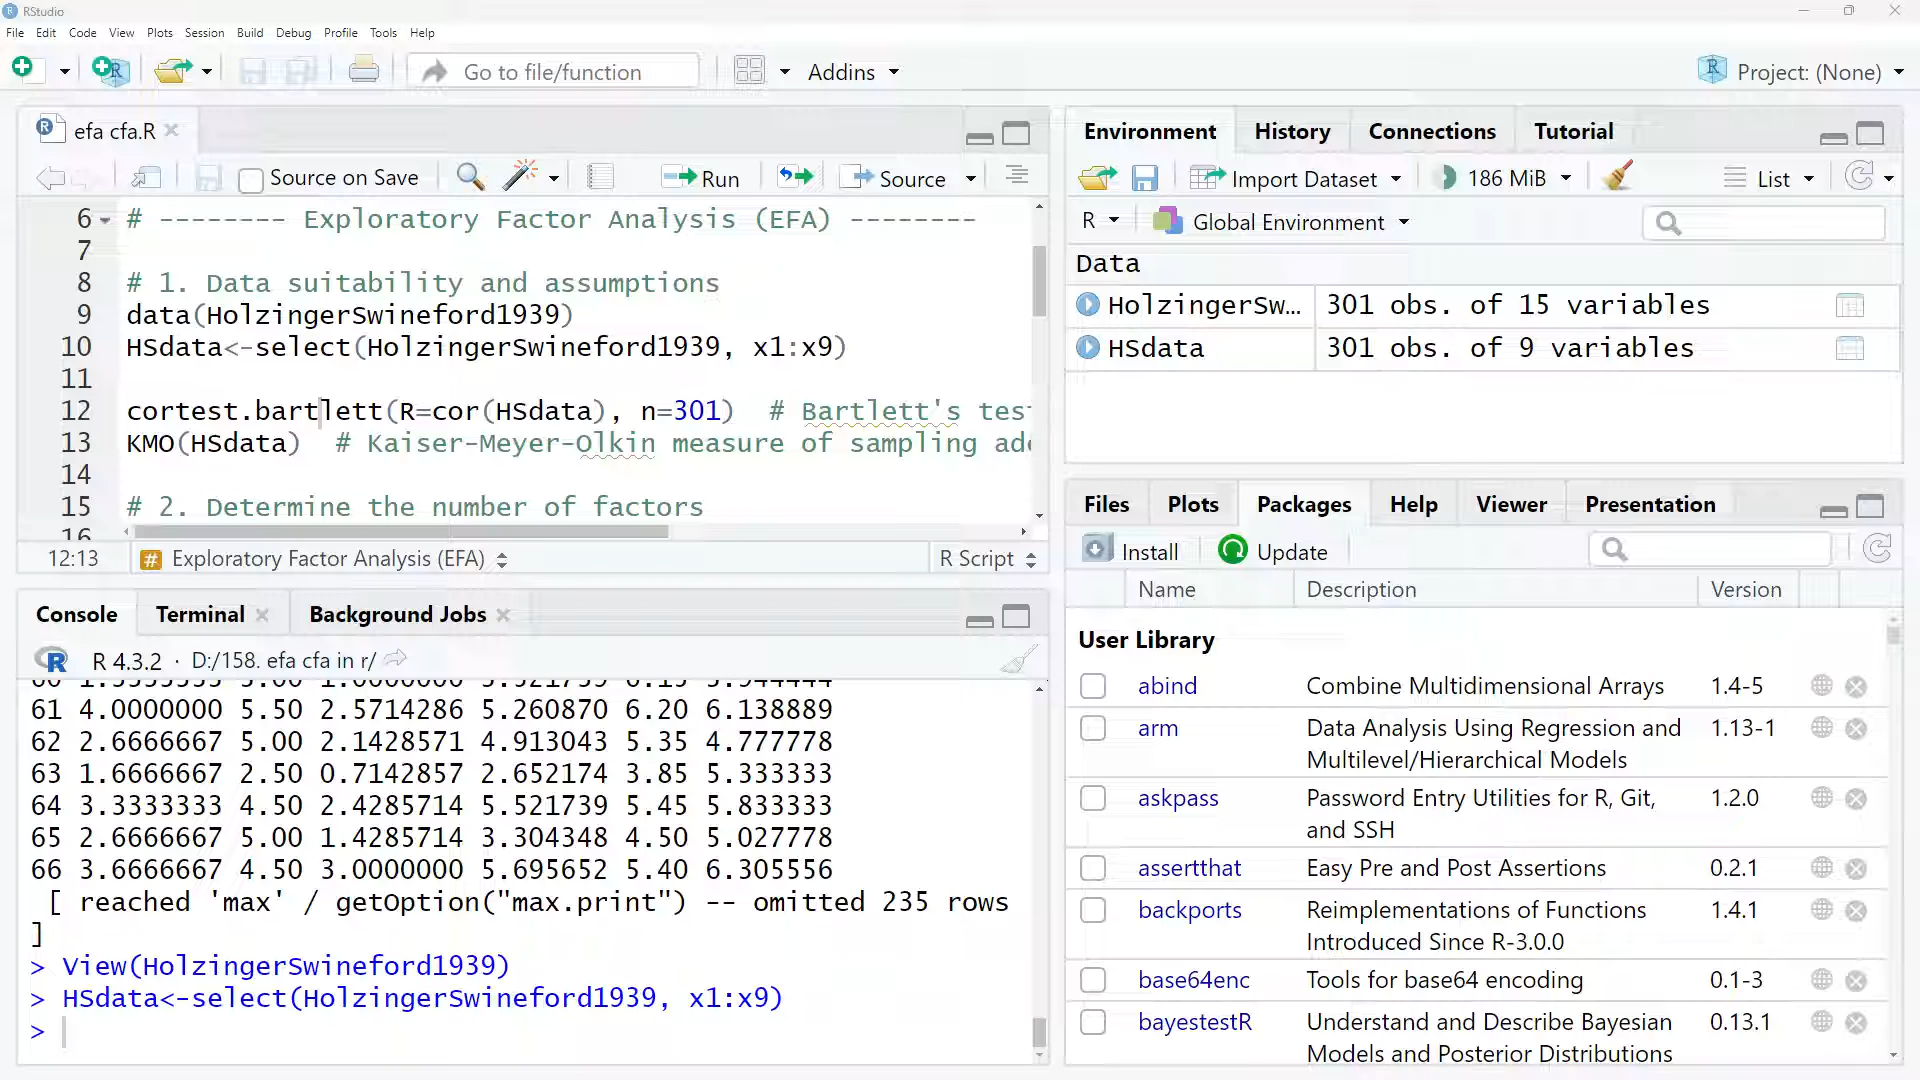 RStudio
File Edit Code View Plots Session Build Debug Profile Tools Help
Go to file/function Addins Project: (None)
efa cfa.R
Source on Save Run Source
6 # -------- Exploratory Factor Analysis (EFA) --------
7
8 # 1. Data suitability and assumptions
9 data(HolzingerSwineford1939)
10 HSdata<-select(HolzingerSwineford1939, x1:x9)
11
12 cortest.bartlett(R=cor(HSdata), n=301) # Bartlett's tes
13 KMO(HSdata) # Kaiser-Meyer-Olkin measure of sampling ad
14
15 # 2. Determine the number of factors
16
12:13 # Exploratory Factor Analysis (EFA) R Script
Console Terminal Background Jobs
R 4.3.2 · D:/158. efa cfa in r/
61 4.0000000 5.50 2.5714286 5.260870 6.20 6.138889
62 2.6666667 5.00 2.1428571 4.913043 5.35 4.777778
63 1.6666667 2.50 0.7142857 2.652174 3.85 5.333333
64 3.3333333 4.50 2.4285714 5.521739 5.45 5.833333
65 2.6666667 5.00 1.4285714 3.304348 4.50 5.027778
66 3.6666667 4.50 3.0000000 5.695652 5.40 6.305556
[ reached 'max' / getOption("max.print") -- omitted 235 rows
]
> View(HolzingerSwineford1939)
> HSdata<-select(HolzingerSwineford1939, x1:x9)
>
Environment History Connections Tutorial
Import Dataset 186 MiB List
R Global Environment
Data
HolzingerSw... 301 obs. of 15 variables
HSdata 301 obs. of 9 variables
Files Plots Packages Help Viewer Presentation
Install Update
Name Description Version
User Library
abind Combine Multidimensional Arrays 1.4-5
arm Data Analysis Using Regression and 1.13-1
Multilevel/Hierarchical Models
askpass Password Entry Utilities for R, Git, 1.2.0
and SSH
assertthat Easy Pre and Post Assertions 0.2.1
backports Reimplementations of Functions 1.4.1
Introduced Since R-3.0.0
base64enc Tools for base64 encoding 0.1-3
bayestestR Understand and Describe Bayesian 0.13.1
Models and Posterior Distributions